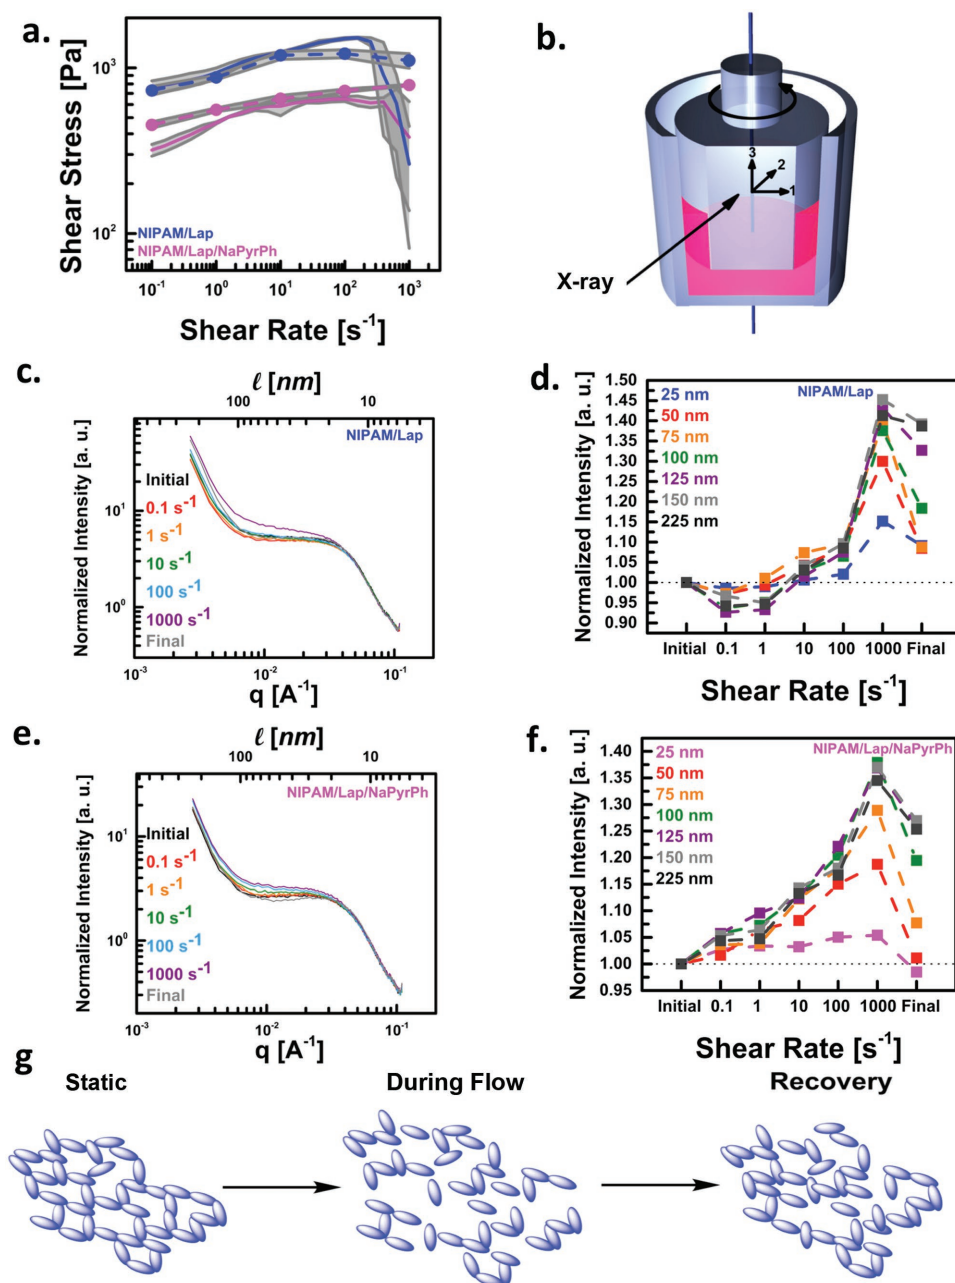 a.
Shear Stress [Pa]
10³
10²
NIPAM/Lap
NIPAM/Lap/NaPyrPh
10⁻¹ 10⁰ 10¹ 10² 10³
Shear Rate [s⁻¹]
b.
3
2
1
X-ray
c.
ℓ [nm]
100 10
Normalized Intensity [a. u.]
10¹
10⁰
NIPAM/Lap
Initial
0.1 s⁻¹
1 s⁻¹
10 s⁻¹
100 s⁻¹
1000 s⁻¹
Final
10⁻³ 10⁻² 10⁻¹
q [A⁻¹]
d.
Normalized Intensity [a. u.]
1.50
1.45
1.40
1.35
1.30
1.25
1.20
1.15
1.10
1.05
1.00
0.95
0.90
NIPAM/Lap
25 nm
50 nm
75 nm
100 nm
125 nm
150 nm
225 nm
Initial 0.1 1 10 100 1000 Final
Shear Rate [s⁻¹]
e.
ℓ [nm]
100 10
Normalized Intensity [a. u.]
10¹
10⁰
NIPAM/Lap/NaPyrPh
Initial
0.1 s⁻¹
1 s⁻¹
10 s⁻¹
100 s⁻¹
1000 s⁻¹
Final
10⁻³ 10⁻² 10⁻¹
q [A⁻¹]
f.
Normalized Intensity [a. u.]
1.40
1.35
1.30
1.25
1.20
1.15
1.10
1.05
1.00
0.95
25 nm
NIPAM/Lap/NaPyrPh
50 nm
75 nm
100 nm
125 nm
150 nm
225 nm
Initial 0.1 1 10 100 1000 Final
Shear Rate [s⁻¹]
g
Static
During Flow
Recovery